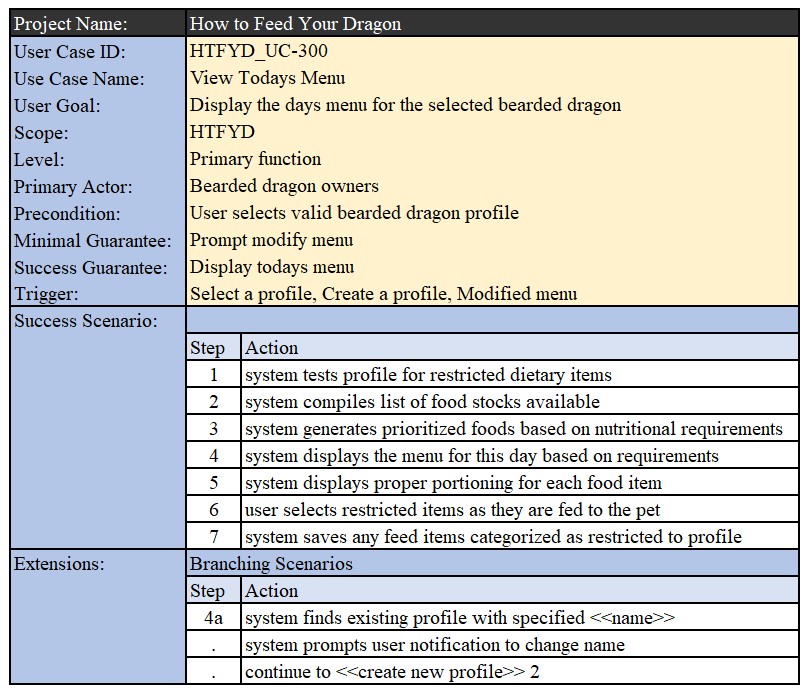 Project Name: How to Feed Your Dragon
User Case ID: HTFYD_UC-300
Use Case Name: View Todays Menu
User Goal: Display the days menu for the selected bearded dragon
Scope: HTFYD
Level: Primary function
Primary Actor: Bearded dragon owners
Precondition: User selects valid bearded dragon profile
Minimal Guarantee: Prompt modify menu
Success Guarantee: Display todays menu
Trigger: Select a profile, Create a profile, Modified menu
Success Scenario:
Step Action
1 system tests profile for restricted dietary items
2 system compiles list of food stocks available
3 system generates prioritized foods based on nutritional requirements
4 system displays the menu for this day based on requirements
5 system displays proper portioning for each food item
6 user selects restricted items as they are fed to the pet
7 system saves any feed items categorized as restricted to profile
Extensions: Branching Scenarios
Step Action
4a system finds existing profile with specified <<name>>
. system prompts user notification to change name
. continue to <<create new profile>> 2